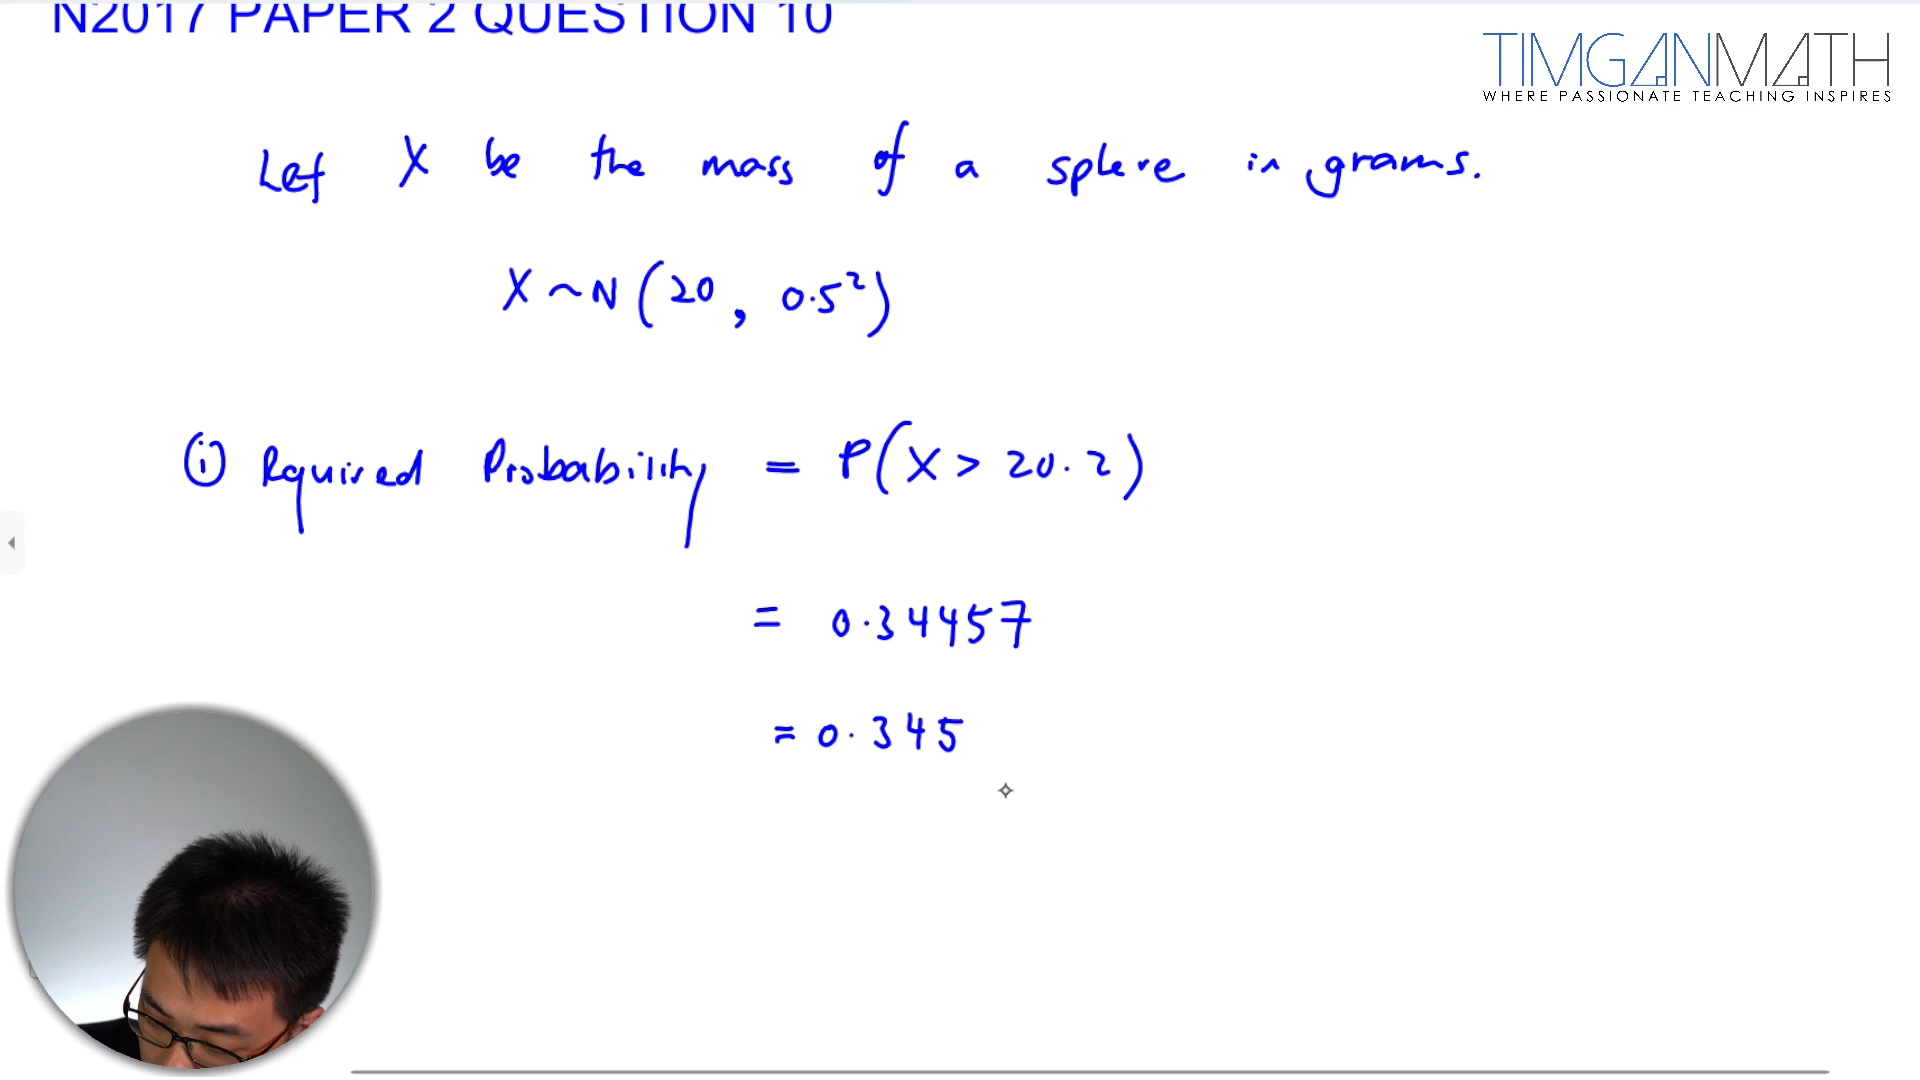 N2017 PAPER 2 QUESTION 10
TIMGANMATH
WHERE PASSIONATE TEACHING INSPIRES
Let X be the mass of a sphere in grams.
X ~ N (20, 0.5²)
(i) Required Probability = P(X > 20.2)
= 0.34457
= 0.345